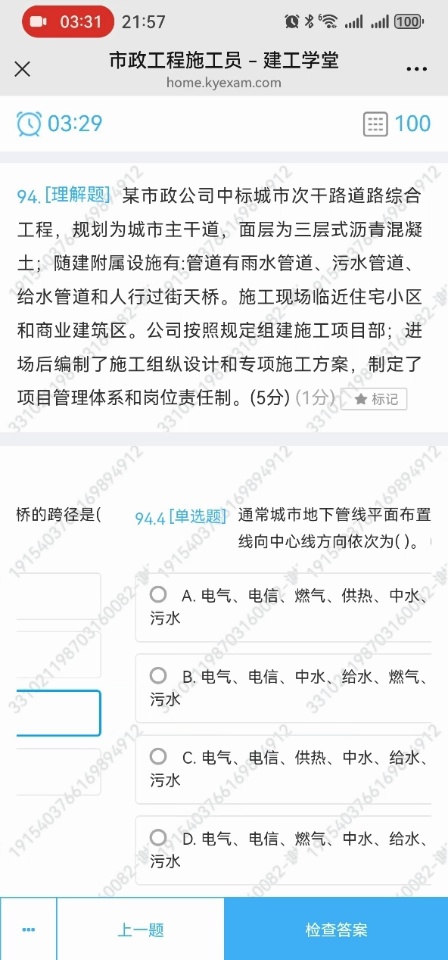 03:31 21:57 100
市政工程施工员 – 建工学堂
home.kyexam.com
03:29 100
94. [理解题] 某市政公司中标城市次干路道路综合
工程，规划为城市主干道，面层为三层式沥青混凝
土；随建附属设施有:管道有雨水管道、污水管道、
给水管道和人行过街天桥。施工现场临近住宅小区
和商业建筑区。公司按照规定组建施工项目部；进
场后编制了施工组纵设计和专项施工方案，制定了
项目管理体系和岗位责任制。(5分) (1分) 标记
桥的跨径是(
94.4 [单选题] 通常城市地下管线平面布置
线向中心线方向依次为( )。
A. 电气、电信、燃气、供热、中水、
污水
B. 电气、电信、中水、给水、燃气、
污水
C. 电气、电信、供热、中水、给水、
污水
D. 电气、电信、燃气、中水、给水、
污水
上一题
检查答案